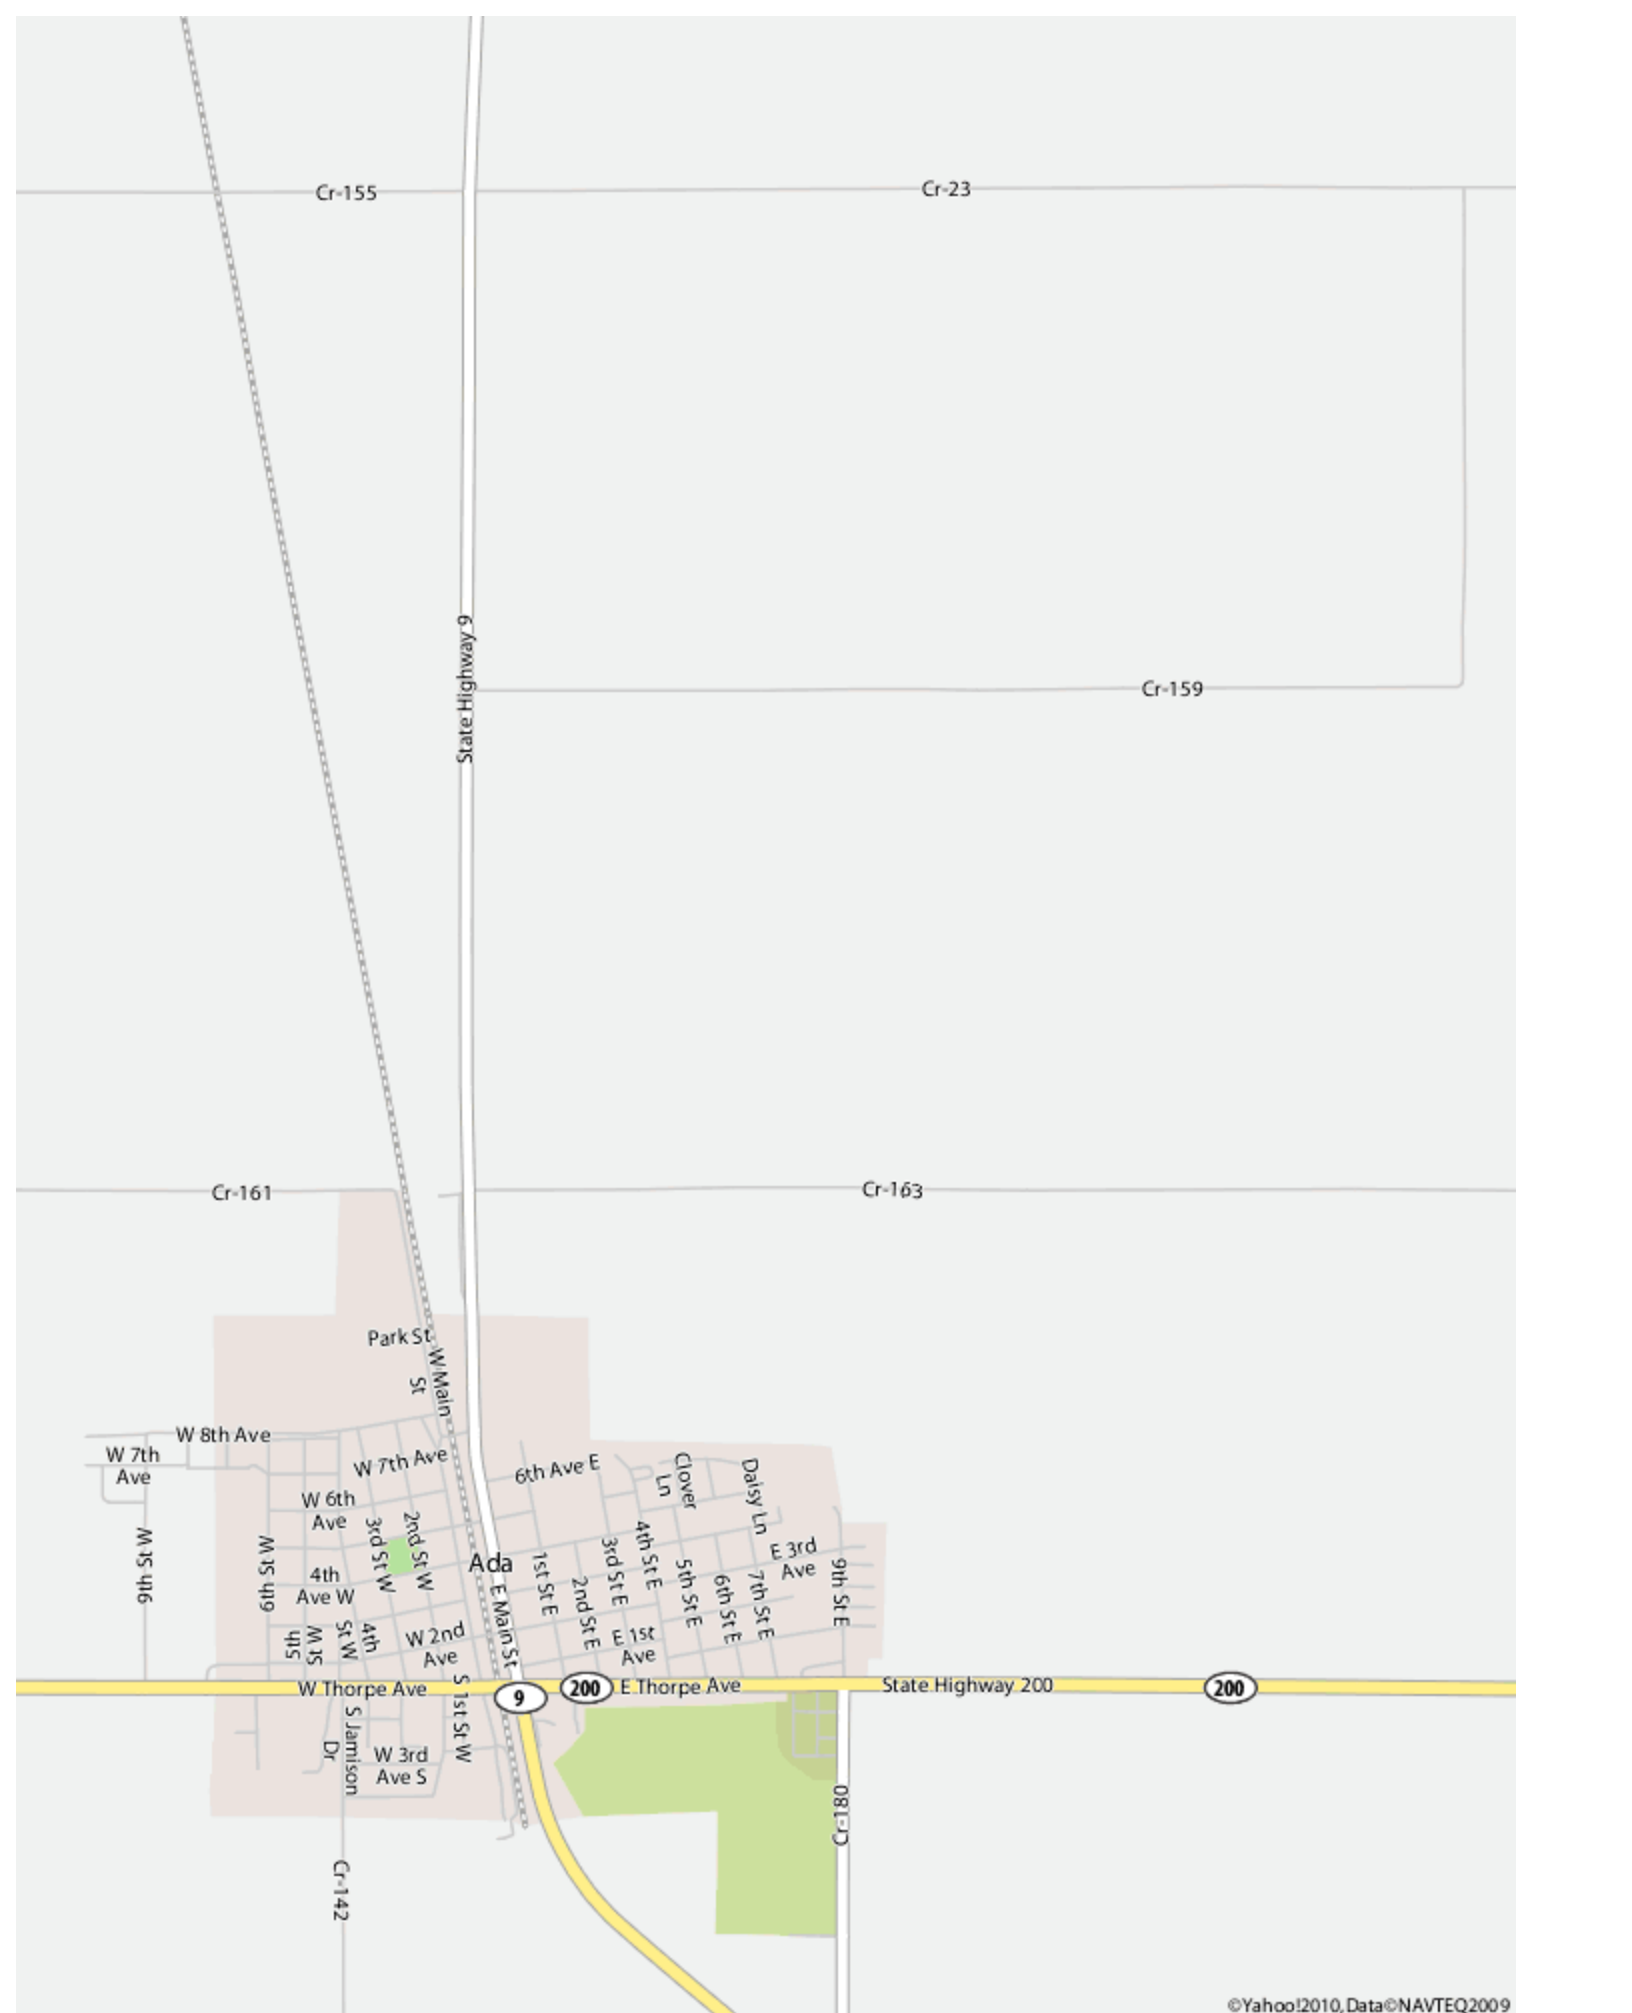 Cr-155
Cr-23
State Highway 9
Cr-159
Cr-161
Cr-163
Park St
W Main
St
W 8th Ave
W 7th
Ave
W 7th Ave
6th Ave E
Clover
Ln
Daisy Ln
W 6th
Ave
3rd St W
2nd St W
9th St W
6th St W
Ada
4th
Ave W
1st St E
2nd St E
3rd St E
4th St E
5th St E
6th St E
7th St E
E 3rd
Ave
9th St E
E Main St
5th
St W
4th
St W
W 2nd
Ave
E 1st
Ave
W Thorpe Ave
9
200
E Thorpe Ave
State Highway 200
200
S 1st St W
S Jamison
Dr
W 3rd
Ave S
Cr-180
Cr-142
©Yahoo!2010,Data©NAVTEQ2009